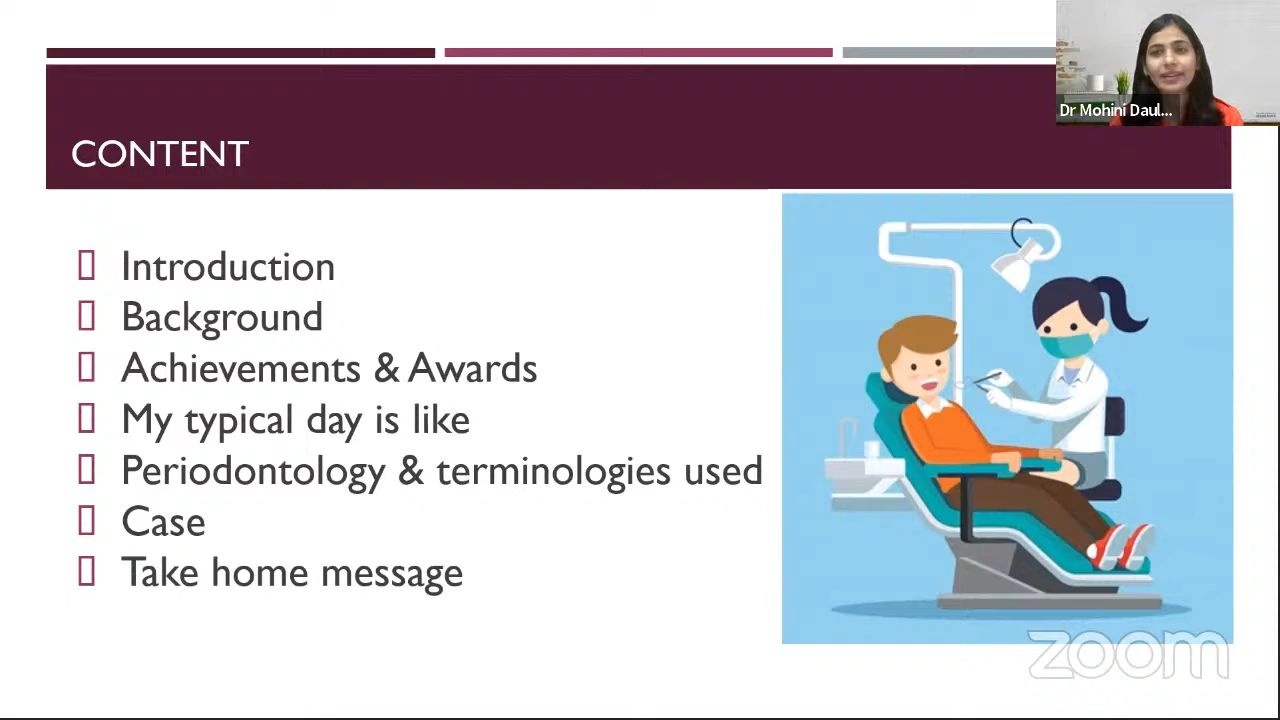 Dr Mohini Daul...
CONTENT
Introduction
Background
Achievements & Awards
My typical day is like
Periodontology & terminologies used
Case
Take home message
zoom